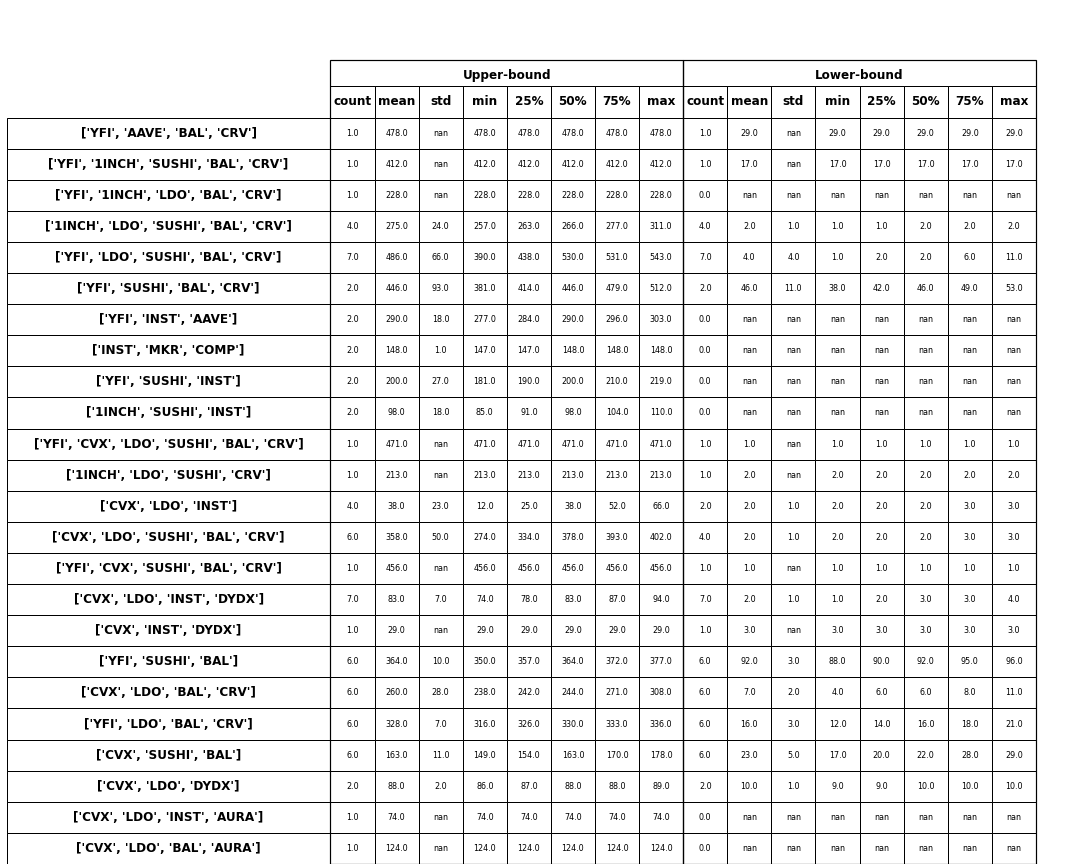 Upper-bound Lower-bound
count mean std min 25% 50% 75% max count mean std min 25% 50% 75% max
['YFI', 'AAVE', 'BAL', 'CRV'] 1.0 478.0 nan 478.0 478.0 478.0 478.0 478.0 1.0 29.0 nan 29.0 29.0 29.0 29.0 29.0
['YFI', '1INCH', 'SUSHI', 'BAL', 'CRV'] 1.0 412.0 nan 412.0 412.0 412.0 412.0 412.0 1.0 17.0 nan 17.0 17.0 17.0 17.0 17.0
['YFI', '1INCH', 'LDO', 'BAL', 'CRV'] 1.0 228.0 nan 228.0 228.0 228.0 228.0 228.0 0.0 nan nan nan nan nan nan nan
['1INCH', 'LDO', 'SUSHI', 'BAL', 'CRV'] 4.0 275.0 24.0 257.0 263.0 266.0 277.0 311.0 4.0 2.0 1.0 1.0 1.0 2.0 2.0 2.0
['YFI', 'LDO', 'SUSHI', 'BAL', 'CRV'] 7.0 486.0 66.0 390.0 438.0 530.0 531.0 543.0 7.0 4.0 4.0 1.0 2.0 2.0 6.0 11.0
['YFI', 'SUSHI', 'BAL', 'CRV'] 2.0 446.0 93.0 381.0 414.0 446.0 479.0 512.0 2.0 46.0 11.0 38.0 42.0 46.0 49.0 53.0
['YFI', 'INST', 'AAVE'] 2.0 290.0 18.0 277.0 284.0 290.0 296.0 303.0 0.0 nan nan nan nan nan nan nan
['INST', 'MKR', 'COMP'] 2.0 148.0 1.0 147.0 147.0 148.0 148.0 148.0 0.0 nan nan nan nan nan nan nan
['YFI', 'SUSHI', 'INST'] 2.0 200.0 27.0 181.0 190.0 200.0 210.0 219.0 0.0 nan nan nan nan nan nan nan
['1INCH', 'SUSHI', 'INST'] 2.0 98.0 18.0 85.0 91.0 98.0 104.0 110.0 0.0 nan nan nan nan nan nan nan
['YFI', 'CVX', 'LDO', 'SUSHI', 'BAL', 'CRV'] 1.0 471.0 nan 471.0 471.0 471.0 471.0 471.0 1.0 1.0 nan 1.0 1.0 1.0 1.0 1.0
['1INCH', 'LDO', 'SUSHI', 'CRV'] 1.0 213.0 nan 213.0 213.0 213.0 213.0 213.0 1.0 2.0 nan 2.0 2.0 2.0 2.0 2.0
['CVX', 'LDO', 'INST'] 4.0 38.0 23.0 12.0 25.0 38.0 52.0 66.0 2.0 2.0 1.0 2.0 2.0 2.0 3.0 3.0
['CVX', 'LDO', 'SUSHI', 'BAL', 'CRV'] 6.0 358.0 50.0 274.0 334.0 378.0 393.0 402.0 4.0 2.0 1.0 2.0 2.0 2.0 3.0 3.0
['YFI', 'CVX', 'SUSHI', 'BAL', 'CRV'] 1.0 456.0 nan 456.0 456.0 456.0 456.0 456.0 1.0 1.0 nan 1.0 1.0 1.0 1.0 1.0
['CVX', 'LDO', 'INST', 'DYDX'] 7.0 83.0 7.0 74.0 78.0 83.0 87.0 94.0 7.0 2.0 1.0 1.0 2.0 3.0 3.0 4.0
['CVX', 'INST', 'DYDX'] 1.0 29.0 nan 29.0 29.0 29.0 29.0 29.0 1.0 3.0 nan 3.0 3.0 3.0 3.0 3.0
['YFI', 'SUSHI', 'BAL'] 6.0 364.0 10.0 350.0 357.0 364.0 372.0 377.0 6.0 92.0 3.0 88.0 90.0 92.0 95.0 96.0
['CVX', 'LDO', 'BAL', 'CRV'] 6.0 260.0 28.0 238.0 242.0 244.0 271.0 308.0 6.0 7.0 2.0 4.0 6.0 6.0 8.0 11.0
['YFI', 'LDO', 'BAL', 'CRV'] 6.0 328.0 7.0 316.0 326.0 330.0 333.0 336.0 6.0 16.0 3.0 12.0 14.0 16.0 18.0 21.0
['CVX', 'SUSHI', 'BAL'] 6.0 163.0 11.0 149.0 154.0 163.0 170.0 178.0 6.0 23.0 5.0 17.0 20.0 22.0 28.0 29.0
['CVX', 'LDO', 'DYDX'] 2.0 88.0 2.0 86.0 87.0 88.0 88.0 89.0 2.0 10.0 1.0 9.0 9.0 10.0 10.0 10.0
['CVX', 'LDO', 'INST', 'AURA'] 1.0 74.0 nan 74.0 74.0 74.0 74.0 74.0 0.0 nan nan nan nan nan nan nan
['CVX', 'LDO', 'BAL', 'AURA'] 1.0 124.0 nan 124.0 124.0 124.0 124.0 124.0 0.0 nan nan nan nan nan nan nan